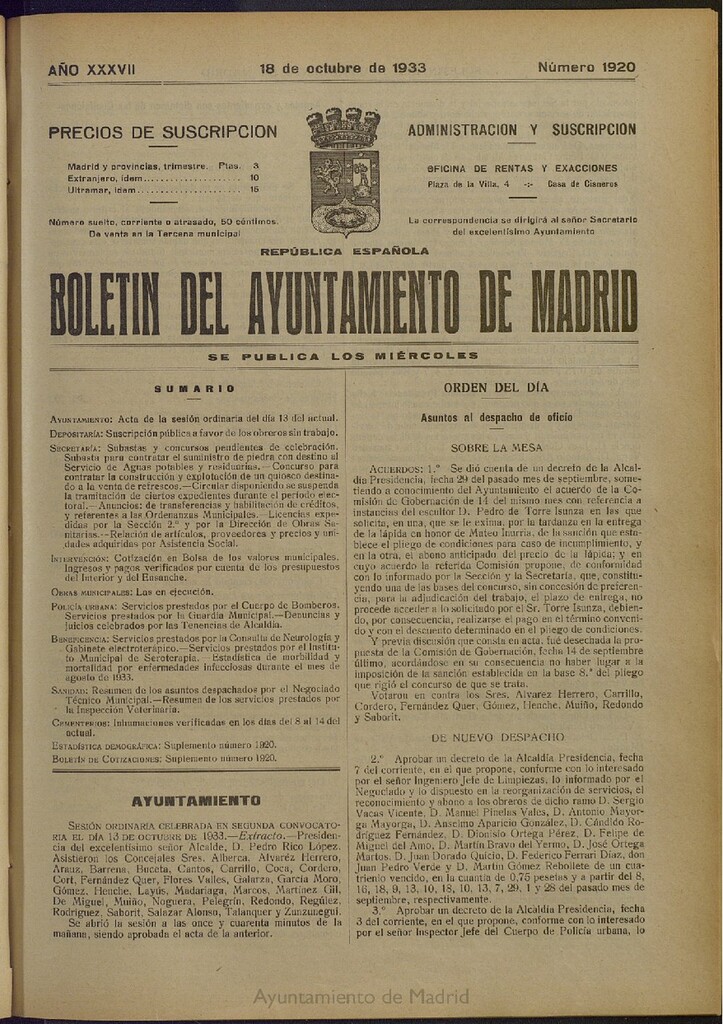 AÑO XXXVII
18 de octubre de 1933
Número 1920
PRECIOS DE SUSCRIPCION
Madrid y provincias, trimestre. Ptas. 3
Extranjero, ídem...................... 10
Ultramar, ídem....................... 15
Número suelto, corriente o atrasado, 50 céntimos.
De venta en la Tercena municipal
ADMINISTRACION Y SUSCRIPCION
OFICINA DE RENTAS Y EXACCIONES
Plaza de la Villa, 4 -:- Casa de Cisneros
La correspondencia se dirigirá al señor Secretario
del excelentísimo Ayuntamiento
REPÚBLICA ESPAÑOLA
BOLETIN DEL AYUNTAMIENTO DE MADRID
SE PUBLICA LOS MIÉRCOLES
SUMARIO
AYUNTAMIENTO: Acta de la sesión ordinaria del día 13 del actual.
DEPOSITARÍA: Suscripción pública a favor de los obreros sin trabajo.
SECRETARÍA: Subastas y concursos pendientes de celebración.
Subasta para contratar el suministro de piedra con destino al
Servicio de Aguas potables y residuarias.—Concurso para
contratar la construcción y explotación de un quiosco destina-
do a la venta de refrescos.—Circular disponiendo se suspenda
la tramitación de ciertos expedientes durante el período elec-
toral.—Anuncios: de transferencias y habilitación de créditos,
y referentes a las Ordenanzas Municipales.—Licencias expe-
didas por la Sección 2.ª y por la Dirección de Obras Sa-
nitarias.—Relación de artículos, proveedores y precios y uni-
dades adquiridas por Asistencia Social.
INTERVENCIÓN: Cotización en Bolsa de los valores municipales.
Ingresos y pagos verificados por cuenta de los presupuestos
del Interior y del Ensanche.
OBRAS MUNICIPALES: Las en ejecución.
POLICÍA URBANA: Servicios prestados por el Cuerpo de Bomberos.
Servicios prestados por la Guardia Municipal.—Denuncias y
juicios celebrados por las Tenencias de Alcaldía.
BENEFICENCIA: Servicios prestados por la Consulta de Neurología y
Gabinete electroterápico.—Servicios prestados por el Institu-
to Municipal de Seroterapia.—Estadística de morbilidad y
mortalidad por enfermedades infecciosas durante el mes de
agosto de 1933.
SANIDAD: Resumen de los asuntos despachados por el Negociado
Técnico Municipal.—Resumen de los servicios prestados por
la Inspección Veterinaria.
CEMENTERIOS: Inhumaciones verificadas en los días del 8 al 14 del
actual.
ESTADÍSTICA DEMOGRÁFICA: Suplemento número 1920.
BOLETÍN DE COTIZACIONES: Suplemento número 1920.
AYUNTAMIENTO
SESIÓN ORDINARIA CELEBRADA EN SEGUNDA CONVOCATO-
RIA EL DÍA 13 DE OCTUBRE DE 1933.—Extracto.—Presiden-
cia del excelentísimo señor Alcalde, D. Pedro Rico López.
Asistieron los Concejales Sres. Alberca, Alvaréz Herrero,
Arauz, Barrena, Buceta, Cantos, Carrillo, Coca, Cordero,
Cort, Fernández Quer, Flores Valles, Galarza, García Moro,
Gómez, Henche, Layús, Madariaga, Marcos, Martínez Gil,
De Miguel, Muiño, Noguera, Pelegrín, Redondo, Regúlez,
Rodríguez, Saborit, Salazar Alonso, Talanquer y Zunzunegui.
Se abrió la sesión a las once y cuarenta minutos de la
mañana, siendo aprobada el acta de la anterior.
ORDEN DEL DÍA
Asuntos al despacho de oficio
SOBRE LA MESA
ACUERDOS: 1.º Se dió cuenta de un decreto de la Alcal-
día Presidencia, fecha 29 del pasado mes de septiembre, some-
tiendo a conocimiento del Ayuntamiento el acuerdo de la Co-
misión de Gobernación de 14 del mismo mes con referencia a
instancias del escultor D. Pedro de Torre Isunza en las que
solicita, en una, que se le exima, por la tardanza en la entrega
de la lápida en honor de Mateo Inurria, de la sanción que esta-
blece el pliego de condiciones para caso de incumplimiento, y
en la otra, el abono anticipado del precio de la lápida; y en
cuyo acuerdo la referida Comisión propone, de conformidad
con lo informado por la Sección y la Secretaría, que, constitu-
yendo una de las bases del concurso, sin concesión de preferen-
cia, para la adjudicación del trabajo, el plazo de entrega, no
procede acceder a lo solicitado por el Sr. Torre Isunza, debien-
do, por consecuencia, realizarse el pago en el término conveni-
do y con el descuento determinado en el pliego de condiciones.
Y previa discusión que consta en acta, fué desechada la pro-
puesta de la Comisión de Gobernación, fecha 14 de septiembre
último, acordándose en su consecuencia no haber lugar a la
imposición de la sanción establecida en la base 8.ª del pliego
que rigió el concurso de que se trata.
Votaron en contra los Sres. Alvarez Herrero, Carrillo,
Cordero, Fernández Quer, Gómez, Henche, Muiño, Redondo
y Saborit.
DE NUEVO DESPACHO
2.º Aprobar un decreto de la Alcaldía Presidencia, fecha
7 del corriente, en el que propone, conforme con lo interesado
por el señor Ingeniero Jefe de Limpiezas, lo informado por el
Negociado y lo dispuesto en la reorganización de servicios, el
reconocimiento y abono a los obreros de dicho ramo D. Sergio
Vacas Vicente, D. Manuel Pinelas Vales, D. Antonio Mayor-
ga Mayorga, D. Anselmo Aparicio González, D. Cándido Ro-
dríguez Fernández, D. Dionisio Ortega Pérez, D. Felipe de
Miguel del Amo, D. Martín Bravo del Yermo, D. José Ortega
Martos, D. Juan Dorado Quicio, D. Federico Ferrari Díaz, don
Juan Pedro Verde y D. Martín Gómez Rebollete de un cua-
trienio vencido, en la cuantía de 0,75 pesetas y a partir del 8,
16, 18, 9, 13, 10, 18, 10, 13, 7, 29, 1 y 28 del pasado mes de
septiembre, respectivamente.
3.º Aprobar un decreto de la Alcaldía Presidencia, fecha
3 del corriente, en el que propone, conforme con lo interesado
por el señor Inspector Jefe del Cuerpo de Policía urbana, lo
Ayuntamiento de Madrid